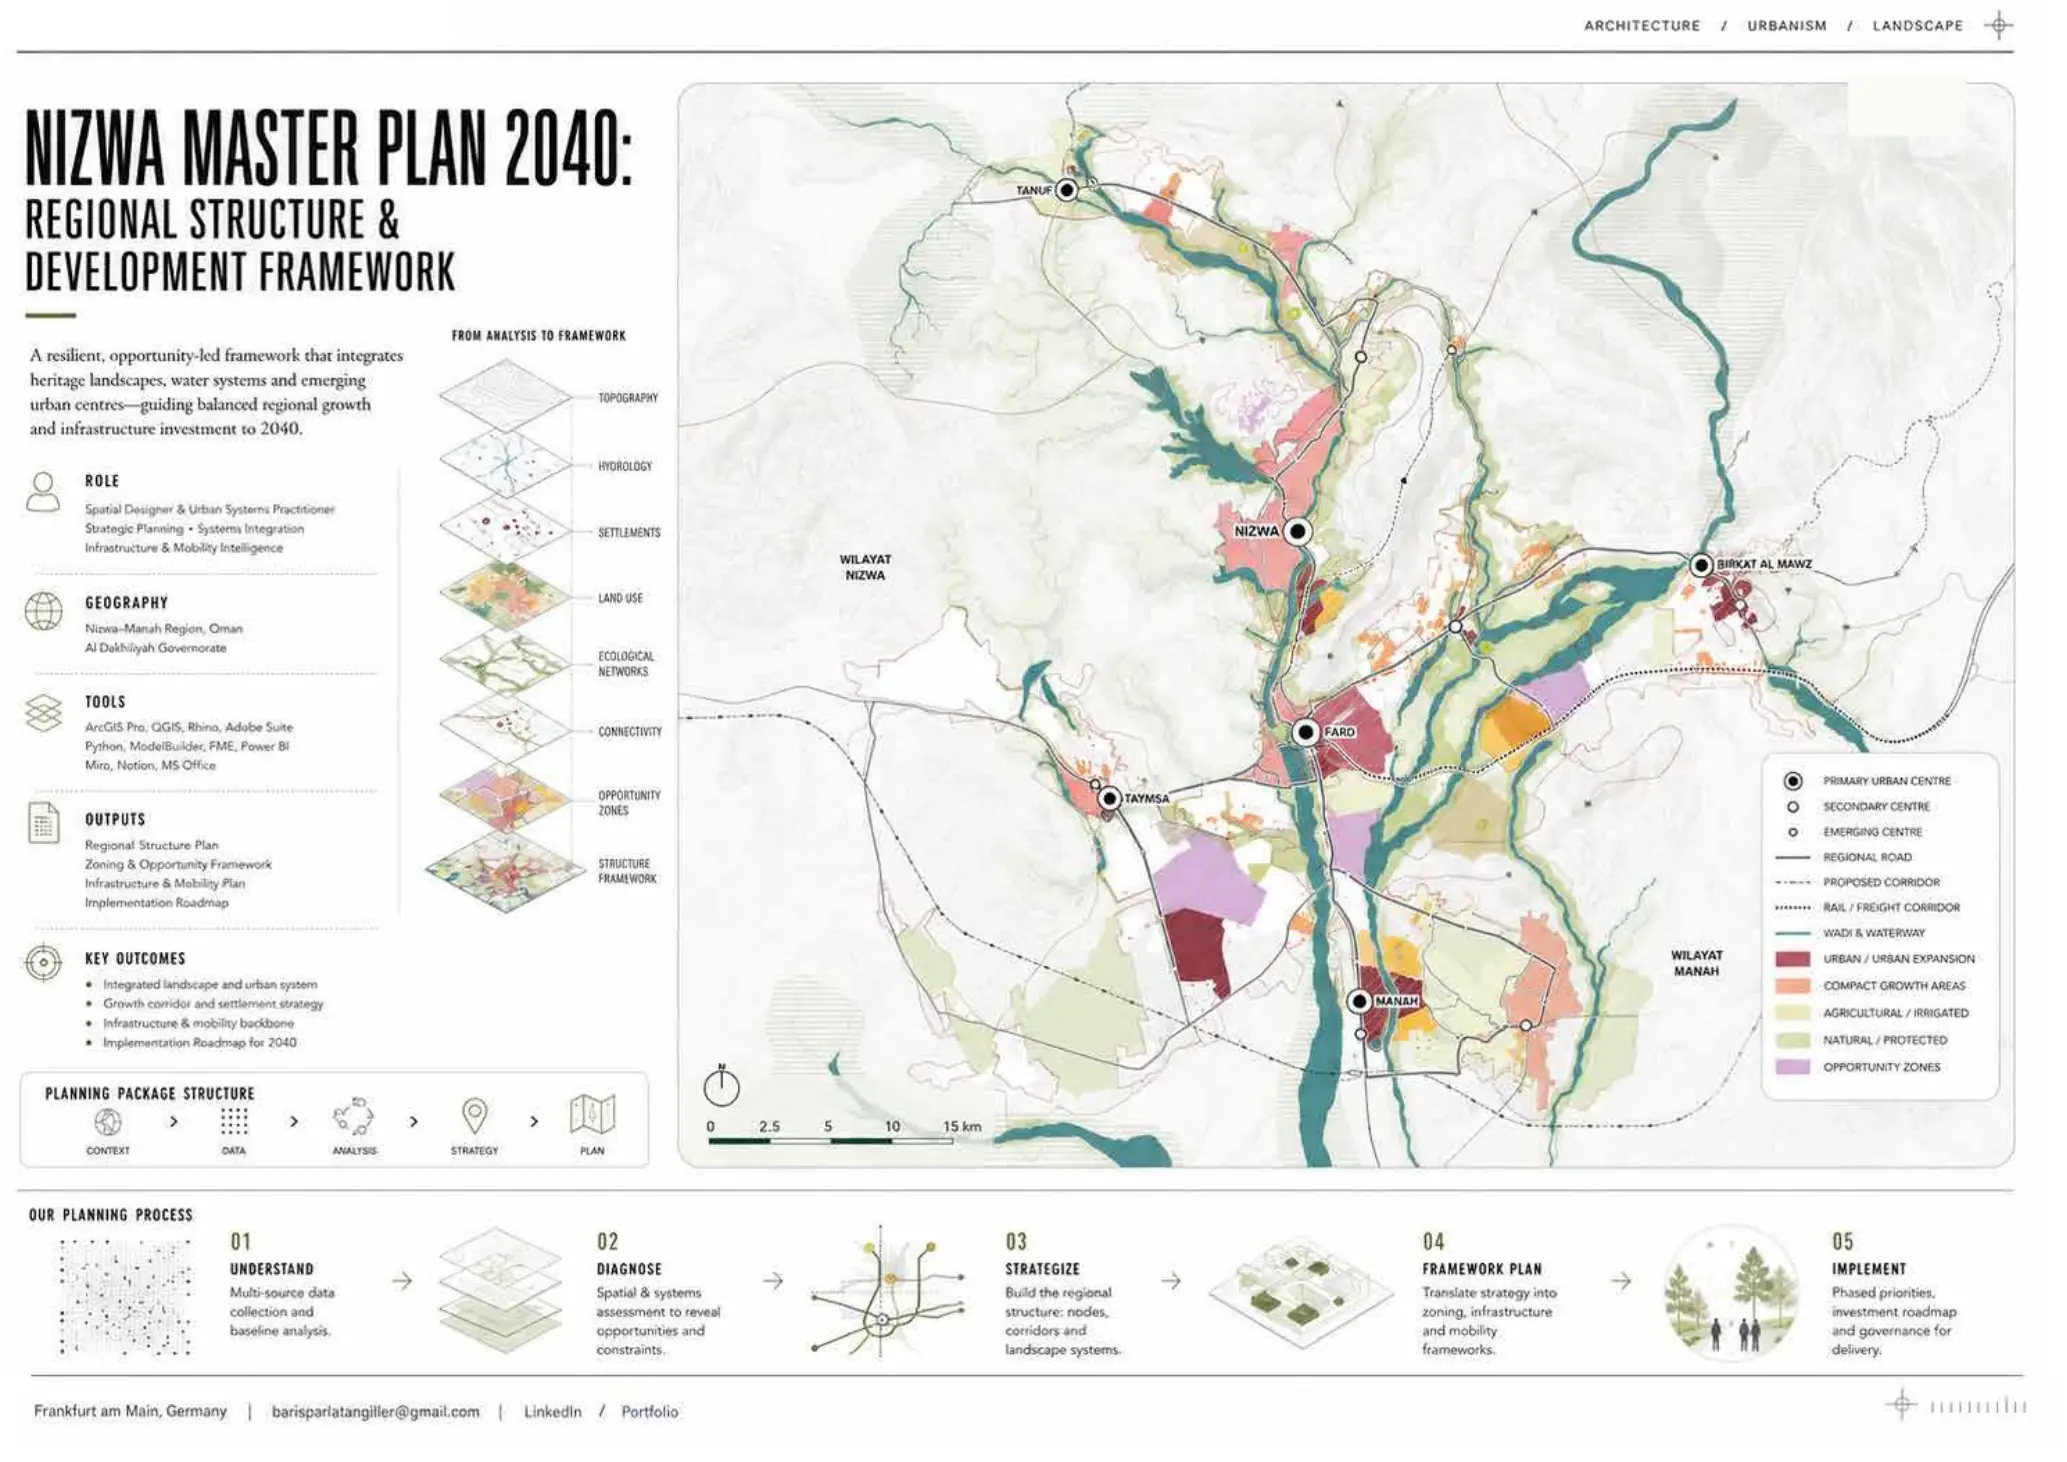 ARCHITECTURE / URBANISM / LANDSCAPE
NIZWA MASTER PLAN 2040:
REGIONAL STRUCTURE &
DEVELOPMENT FRAMEWORK
A resilient, opportunity-led framework that integrates
heritage landscapes, water systems and emerging
urban centres—guiding balanced regional growth
and infrastructure investment to 2040.
ROLE
Spatial Designer & Urban Systems Practitioner
Strategic Planning • Systems Integration
Infrastructure & Mobility Intelligence
GEOGRAPHY
Nizwa–Manah Region, Oman
Al Dakhiliyah Governorate
TOOLS
ArcGIS Pro, QGIS, Rhino, Adobe Suite
Python, ModelBuilder, FME, Power BI
Miro, Notion, MS Office
OUTPUTS
Regional Structure Plan
Zoning & Opportunity Framework
Infrastructure & Mobility Plan
Implementation Roadmap
KEY OUTCOMES
• Integrated landscape and urban system
• Growth corridor and settlement strategy
• Infrastructure & mobility backbone
• Implementation Roadmap for 2040
FROM ANALYSIS TO FRAMEWORK
TOPOGRAPHY
HYDROLOGY
SETTLEMENTS
LAND USE
ECOLOGICAL
NETWORKS
CONNECTIVITY
OPPORTUNITY
ZONES
STRUCTURE
FRAMEWORK
PLANNING PACKAGE STRUCTURE
CONTEXT > DATA > ANALYSIS > STRATEGY > PLAN
TANUF
NIZWA
WILAYAT
NIZWA
BIRKAT AL MAWZ
FARD
TAYMSA
MANAH
WILAYAT
MANAH
N
0 2.5 5 10 15 km
PRIMARY URBAN CENTRE
SECONDARY CENTRE
EMERGING CENTRE
REGIONAL ROAD
PROPOSED CORRIDOR
RAIL / FREIGHT CORRIDOR
WADI & WATERWAY
URBAN / URBAN EXPANSION
COMPACT GROWTH AREAS
AGRICULTURAL / IRRIGATED
NATURAL / PROTECTED
OPPORTUNITY ZONES
OUR PLANNING PROCESS
01
UNDERSTAND
Multi-source data
collection and
baseline analysis.
02
DIAGNOSE
Spatial & systems
assessment to reveal
opportunities and
constraints.
03
STRATEGIZE
Build the regional
structure: nodes,
corridors and
landscape systems.
04
FRAMEWORK PLAN
Translate strategy into
zoning, infrastructure
and mobility
frameworks.
05
IMPLEMENT
Phased priorities,
investment roadmap
and governance for
delivery.
Frankfurt am Main, Germany | barisparlatangiller@gmail.com | LinkedIn / Portfolio